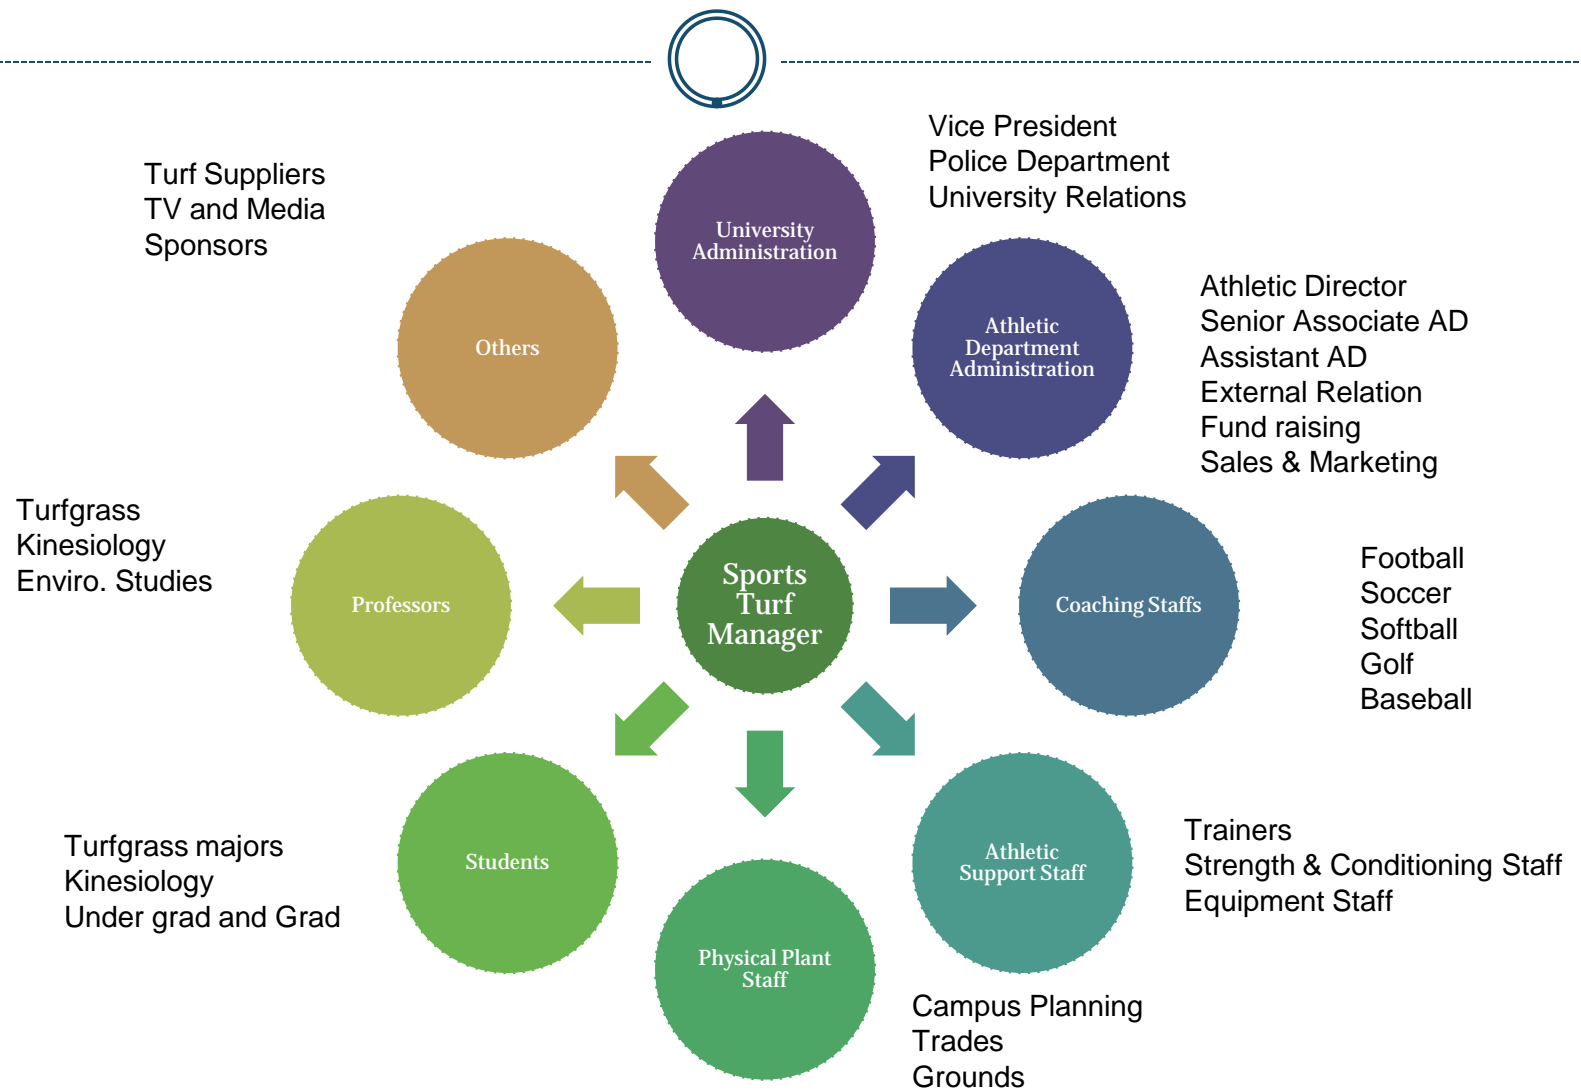 Vice President
Police Department
University Relations
Turf Suppliers
TV and Media
Sponsors
University
Administration
Athletic Director
Senior Associate AD
Assistant AD
External Relation
Fund raising
Sales & Marketing
Others
Athletic
Department
Administration
Turfgrass
Kinesiology
Enviro. Studies
Professors
Sports
Turf
Manager
Coaching Staffs
Football
Soccer
Softball
Golf
Baseball
Turfgrass majors
Kinesiology
Under grad and Grad
Students
Athletic
Support Staff
Trainers
Strength & Conditioning Staff
Equipment Staff
Physical Plant
Staff
Campus Planning
Trades
Grounds